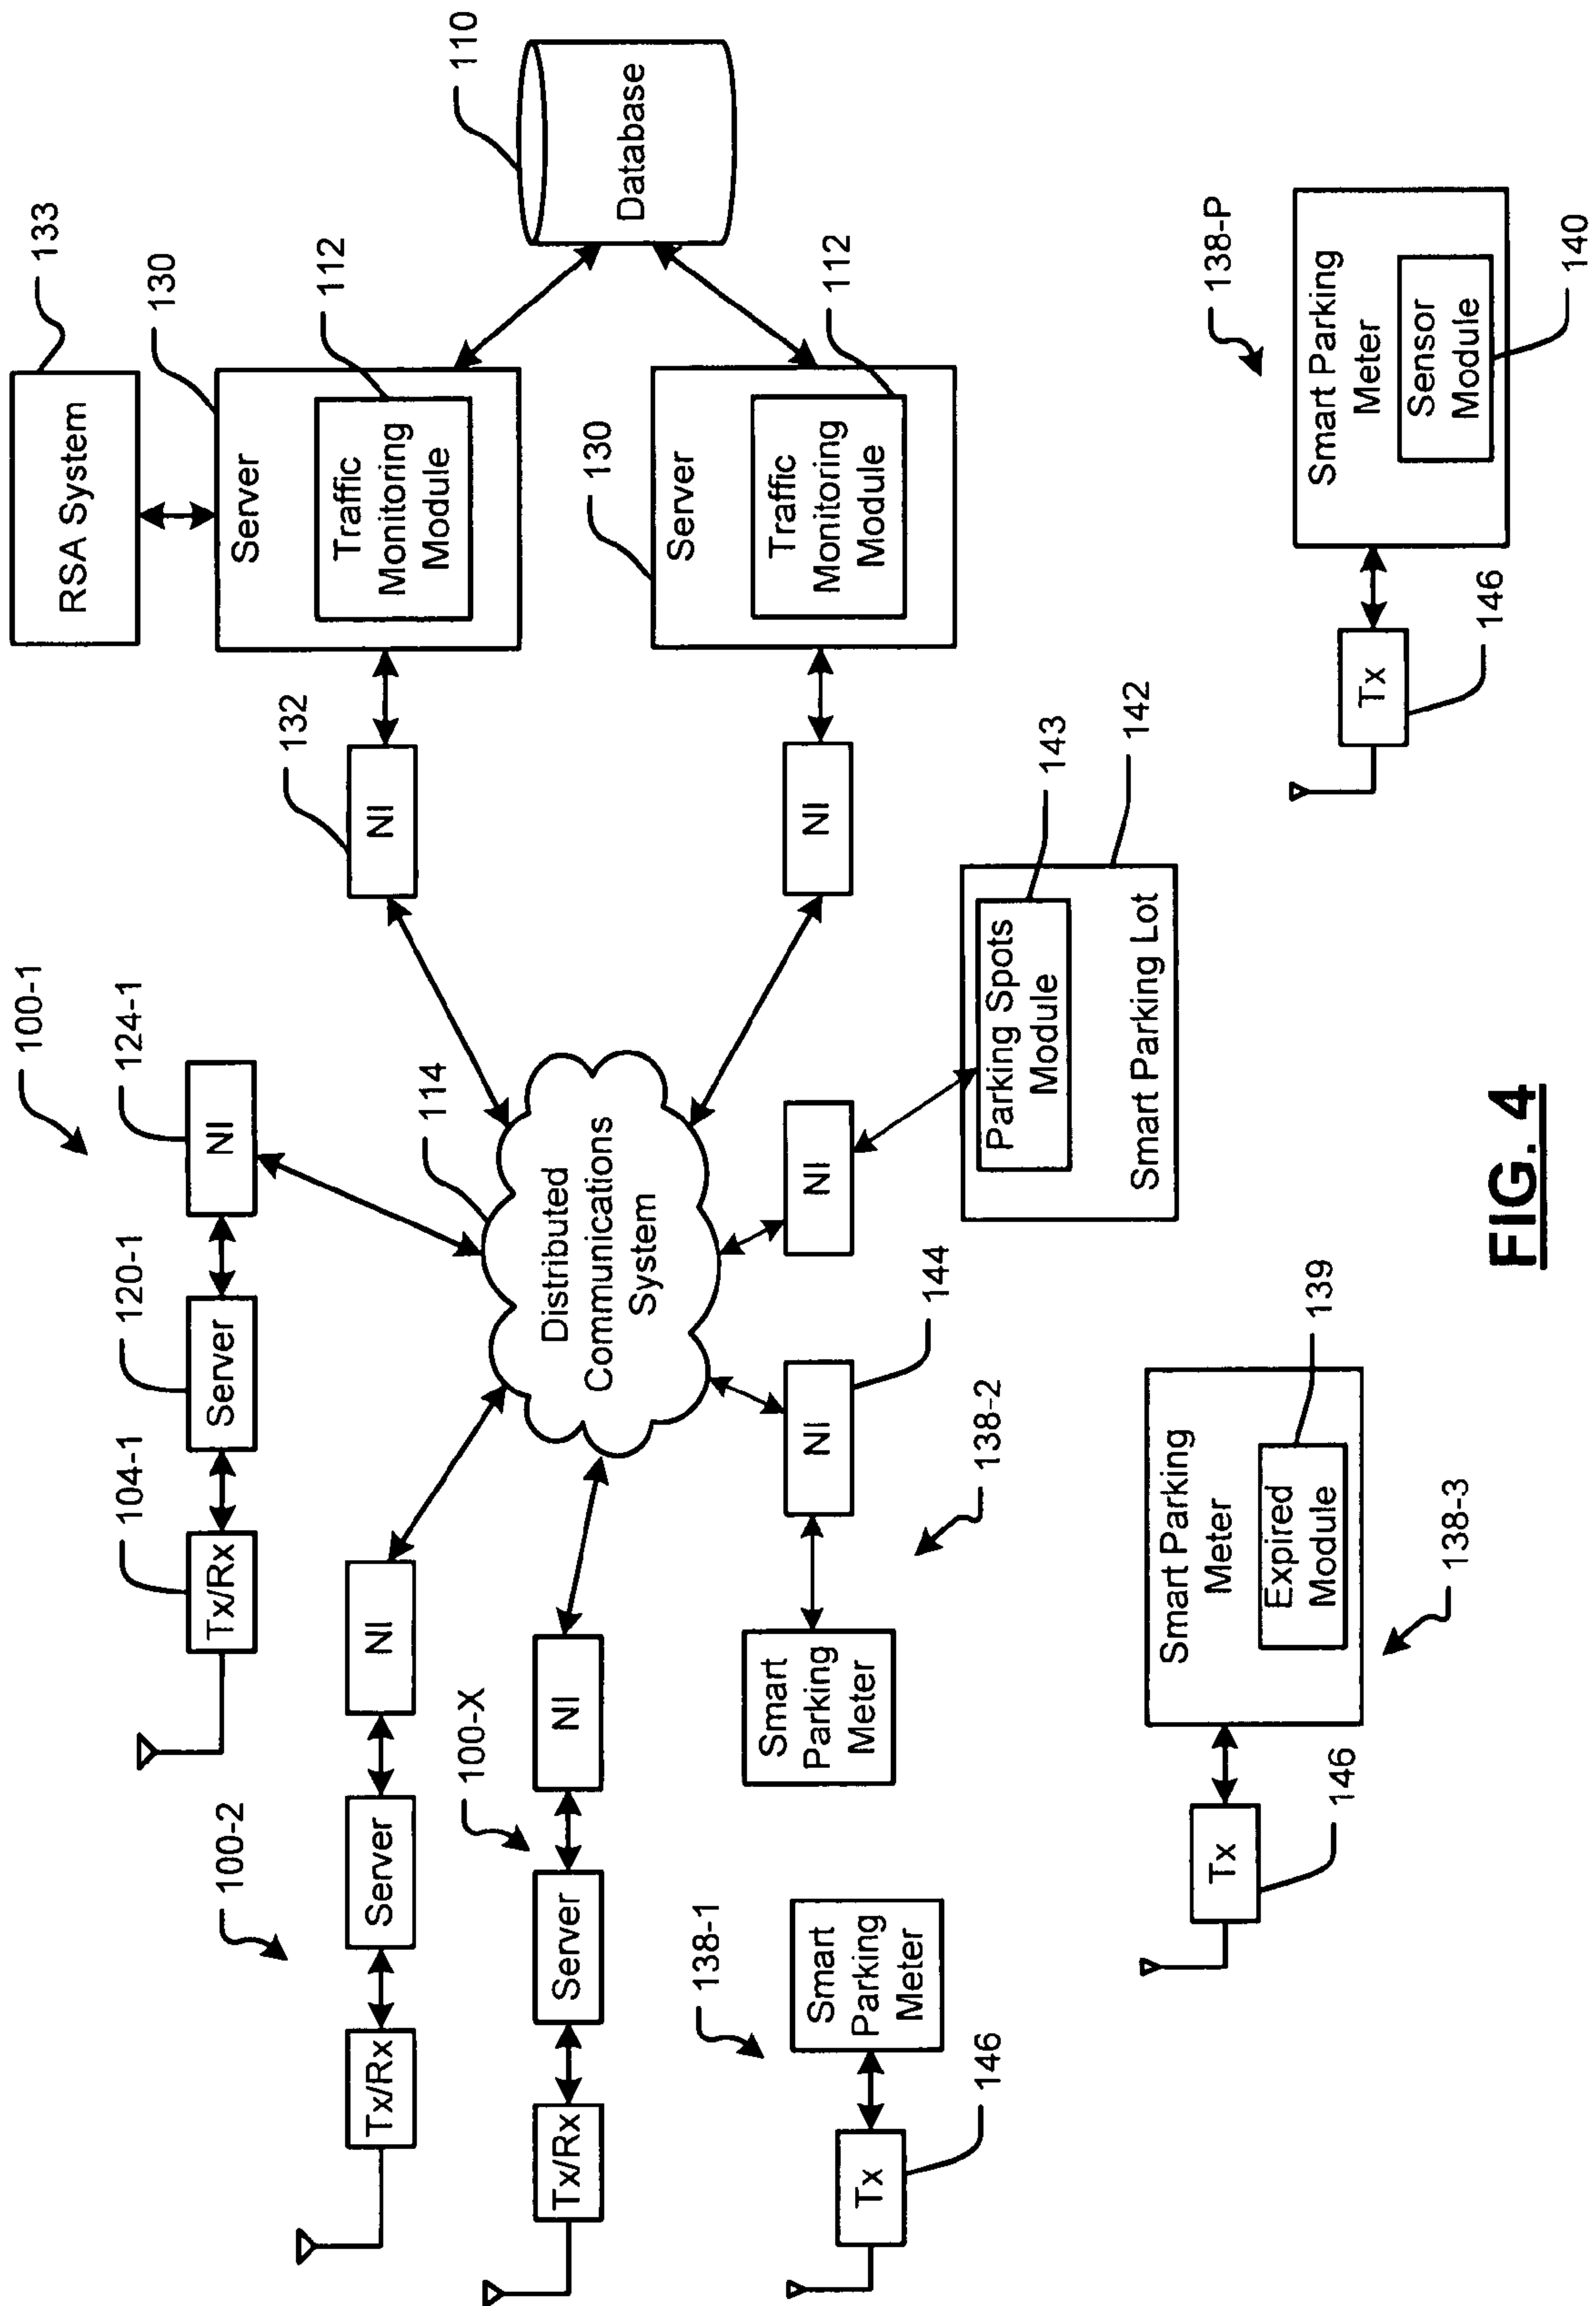 100-1
124-1
120-1
104-1
NI
Server
Tx/Rx
133
RSA System
130
Server
112
Traffic
Monitoring
Module
132
NI
110
Database
130
Server
112
Traffic
Monitoring
Module
NI
114
Distributed
Communications
System
100-2
Tx/Rx
Server
NI
100-X
Tx/Rx
Server
NI
138-1
Tx
146
Smart
Parking
Meter
138-2
Smart
Parking
Meter
NI
144
NI
143
142
Parking Spots
Module
Smart Parking Lot
138-3
Tx
146
Smart Parking
Meter
Expired
Module
139
138-P
Tx
146
Smart Parking
Meter
Sensor
Module
140
FIG. 4